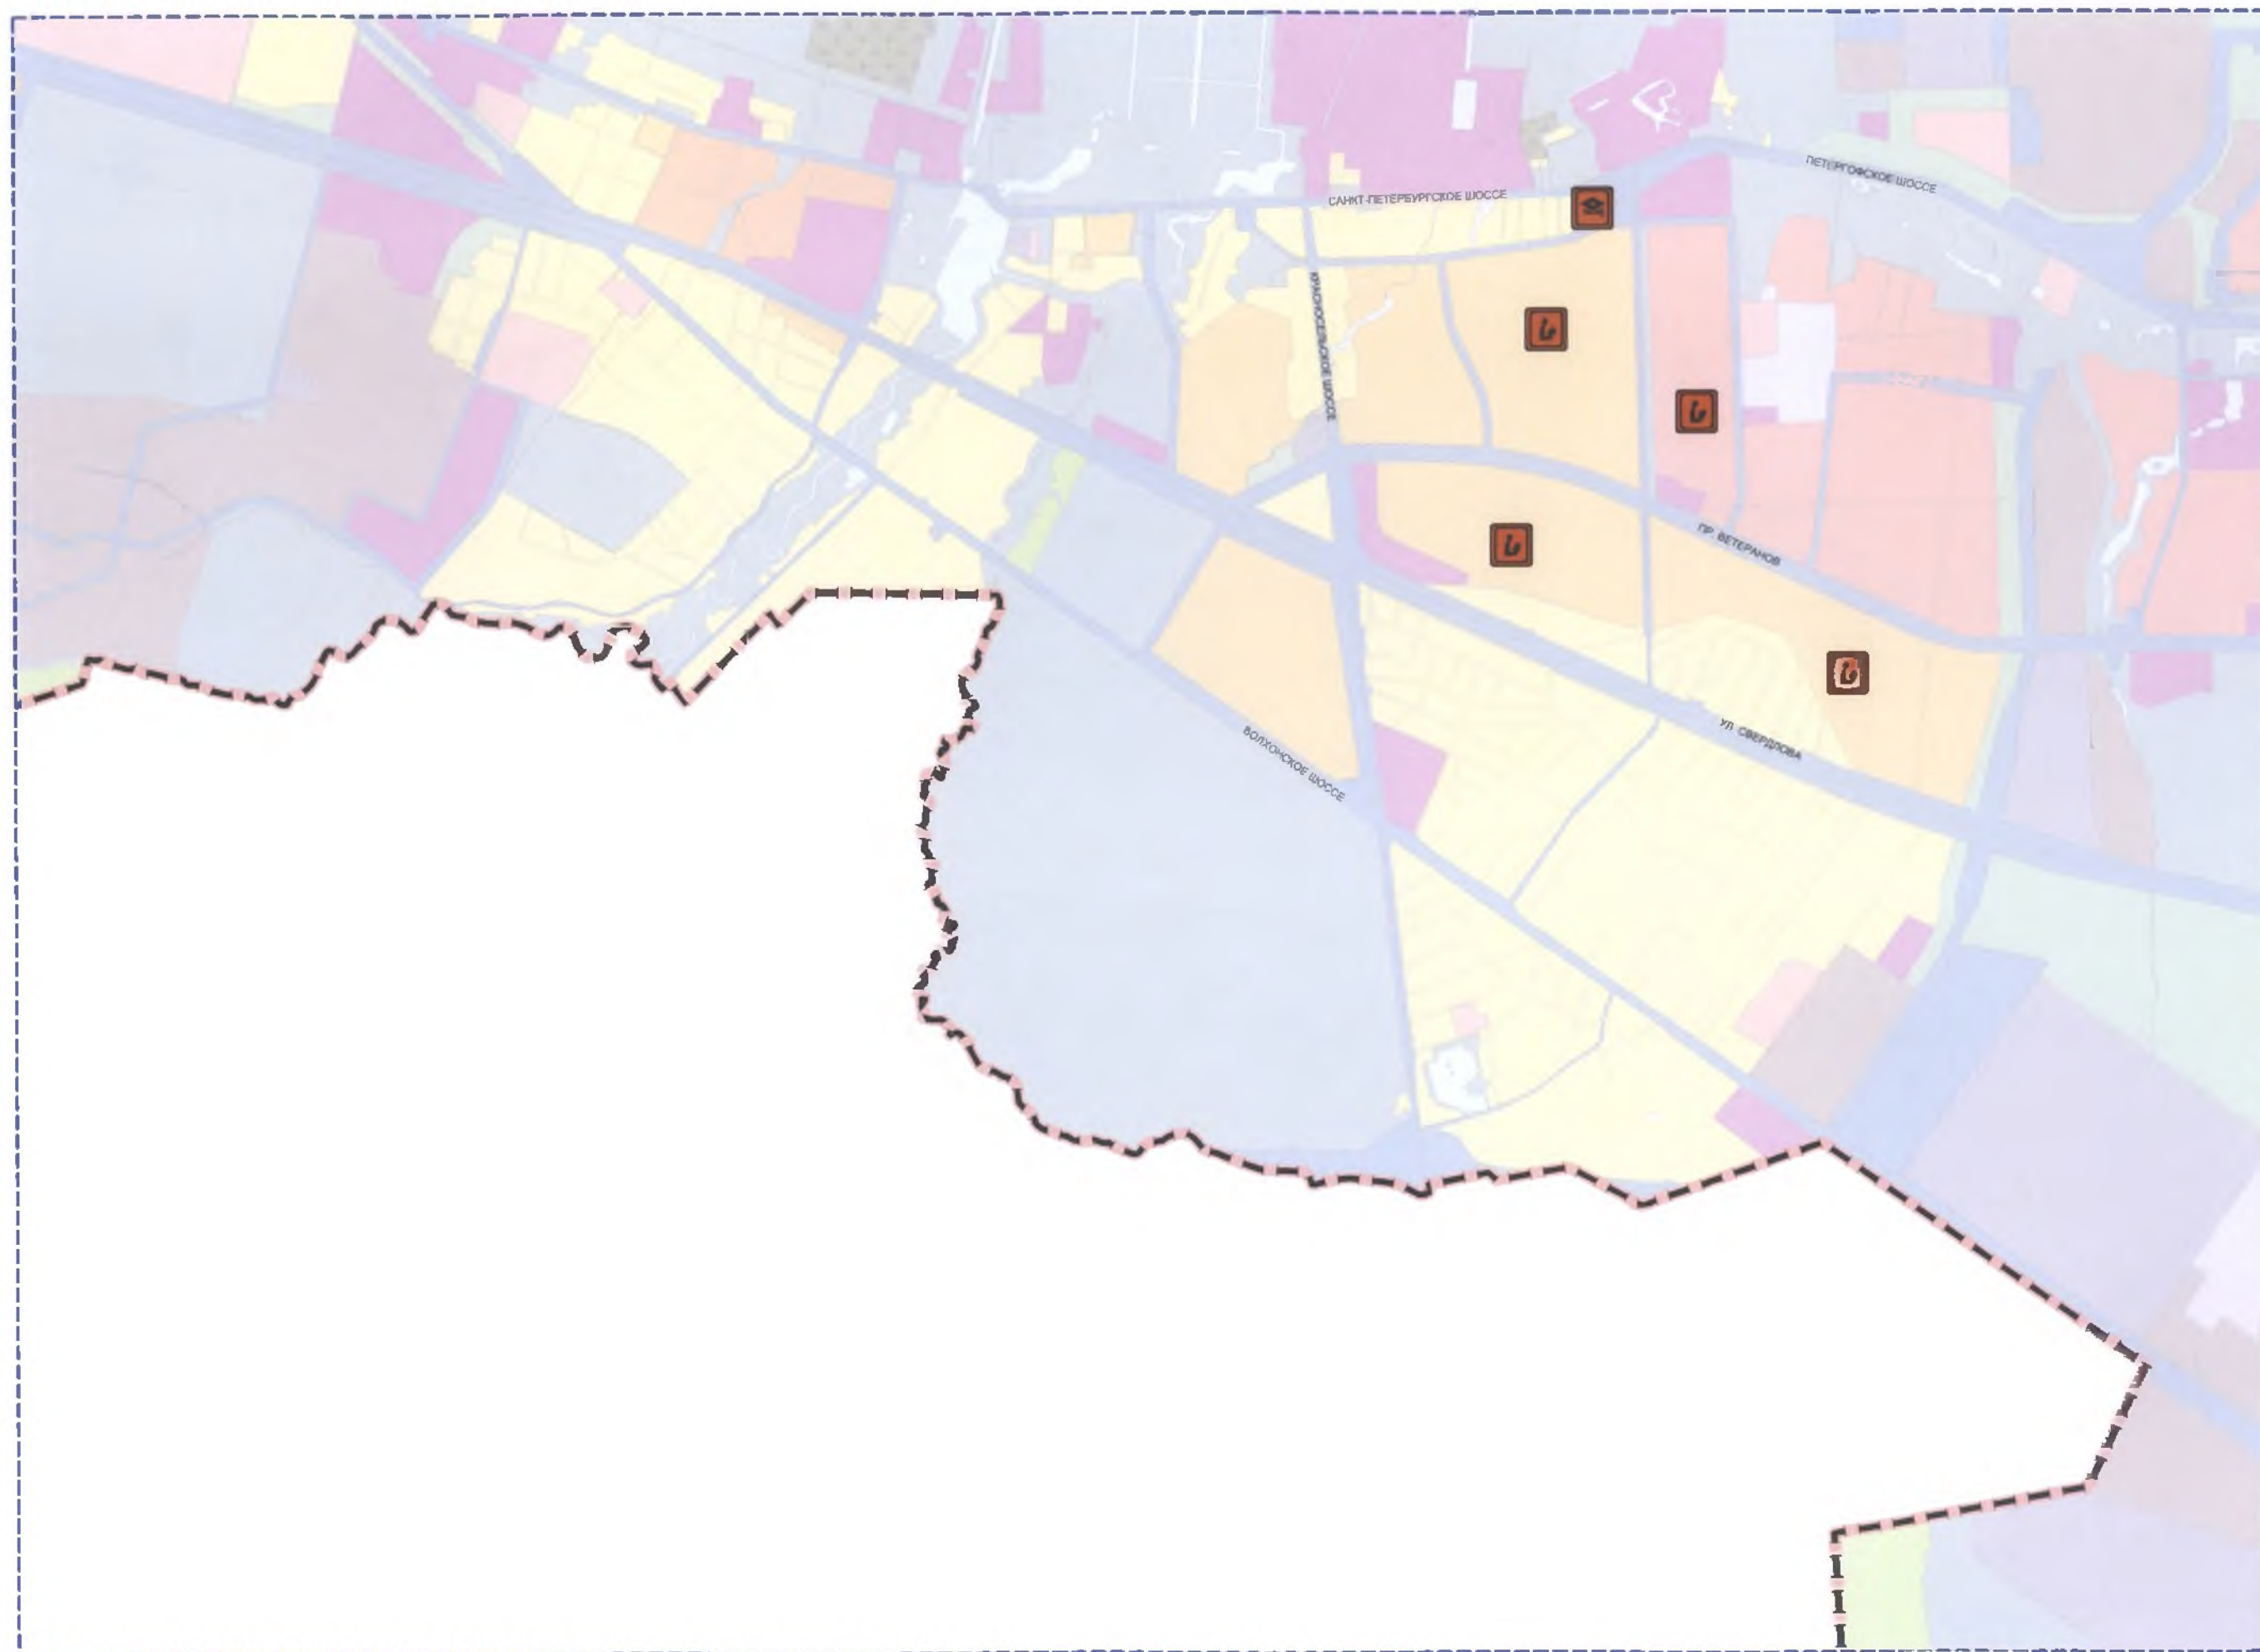 ПЕТЕРГОФСКОЕ ШОССЕ
САНКТ-ПЕТЕРБУРГСКОЕ ШОССЕ
КРАСНОСЕЛЬСКОЕ ШОССЕ
ПР. ВЕТЕРАНОВ
УЛ. СВЕРДЛОВА
ВОЛХОНСКОЕ ШОССЕ